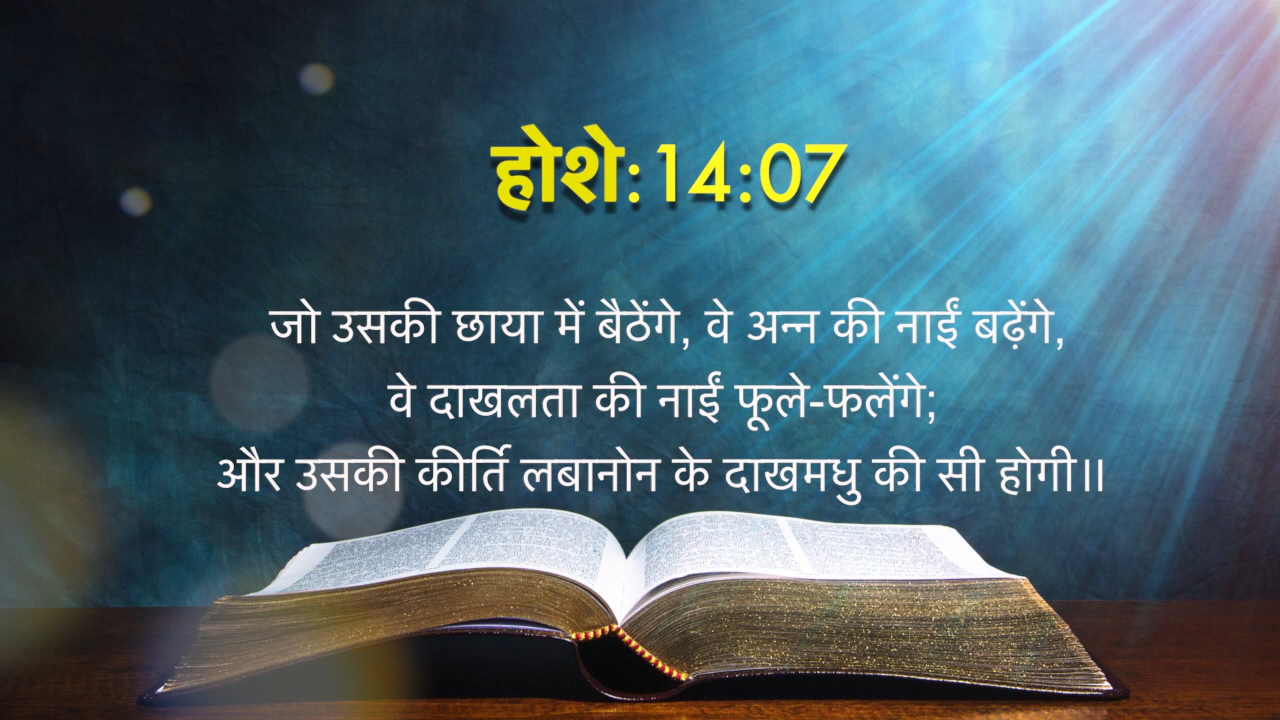 होशे:14:07
जो उसकी छाया में बैठेंगे, वे अन्न की नाईं बढ़ेंगे,
वे दाखलता की नाईं फूले-फलेंगे;
और उसकी कीर्ति लबानोन के दाखमधु की सी होगी॥